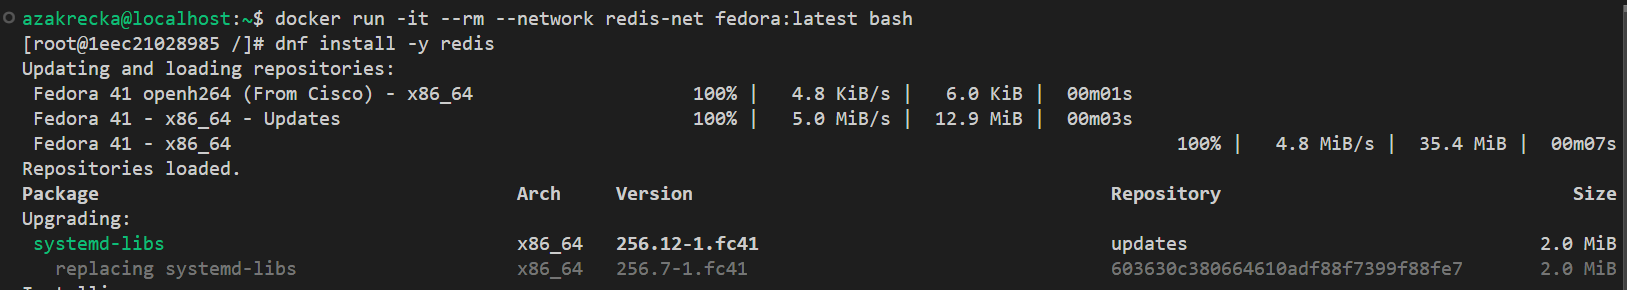 azakrecka@localhost:~$ docker run -it --rm --network redis-net fedora:latest bash
[root@1eec21028985 /]# dnf install -y redis
Updating and loading repositories:
Fedora 41 openh264 (From Cisco) - x86_64 100% | 4.8 KiB/s | 6.0 KiB | 00m01s
Fedora 41 - x86_64 - Updates 100% | 5.0 MiB/s | 12.9 MiB | 00m03s
Fedora 41 - x86_64 100% | 4.8 MiB/s | 35.4 MiB | 00m07s
Repositories loaded.
Package Arch Version Repository Size
Upgrading:
systemd-libs x86_64 256.12-1.fc41 updates 2.0 MiB
replacing systemd-libs x86_64 256.7-1.fc41 603630c380664610adf88f7399f88fe7 2.0 MiB